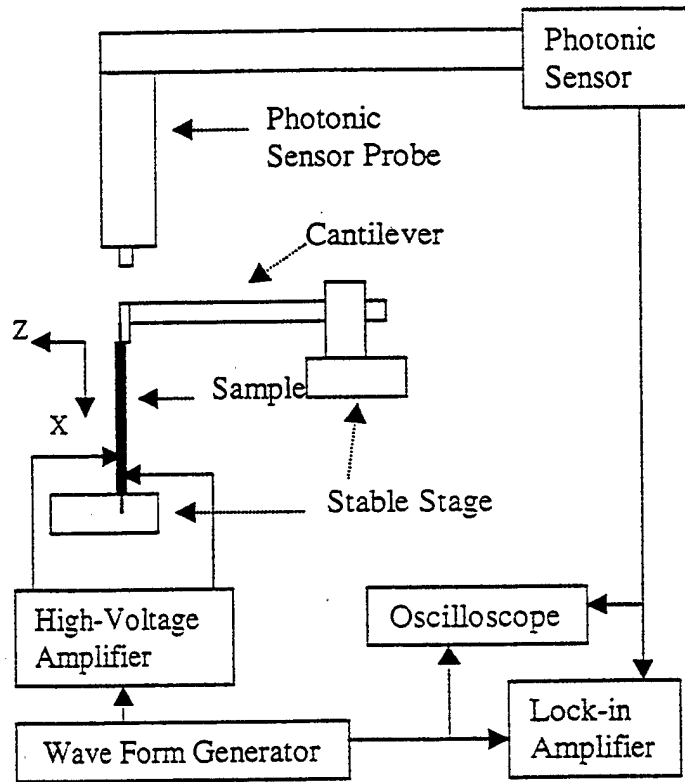 Photonic
Sensor
Photonic
Sensor Probe
Cantilever
Z
X
Sample
Stable Stage
High-Voltage
Amplifier
Oscilloscope
Wave Form Generator
Lock-in
Amplifier